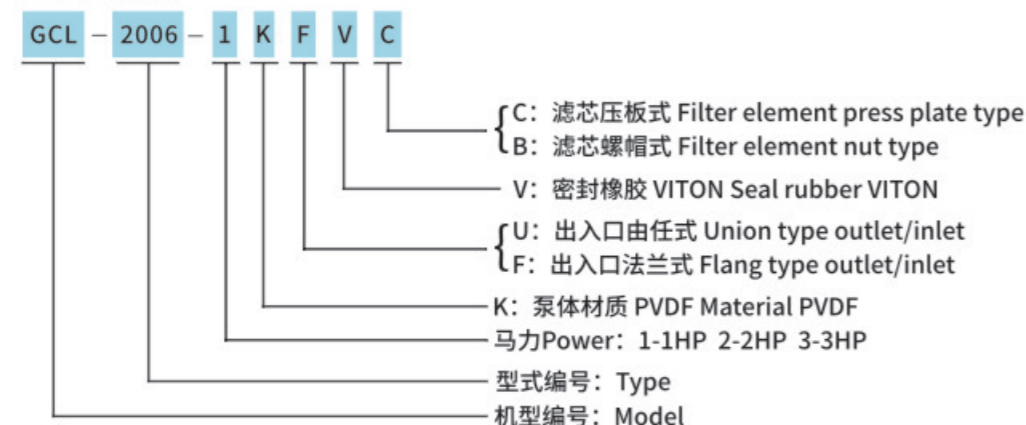 GCL – 2006 – 1 K F V C
C：滤芯压板式 Filter element press plate type
B：滤芯螺帽式 Filter element nut type
V：密封橡胶 VITON Seal rubber VITON
U：出入口由任式 Union type outlet/inlet
F：出入口法兰式 Flang type outlet/inlet
K：泵体材质 PVDF Material PVDF
马力Power：1-1HP 2-2HP 3-3HP
型式编号：Type
机型编号：Model